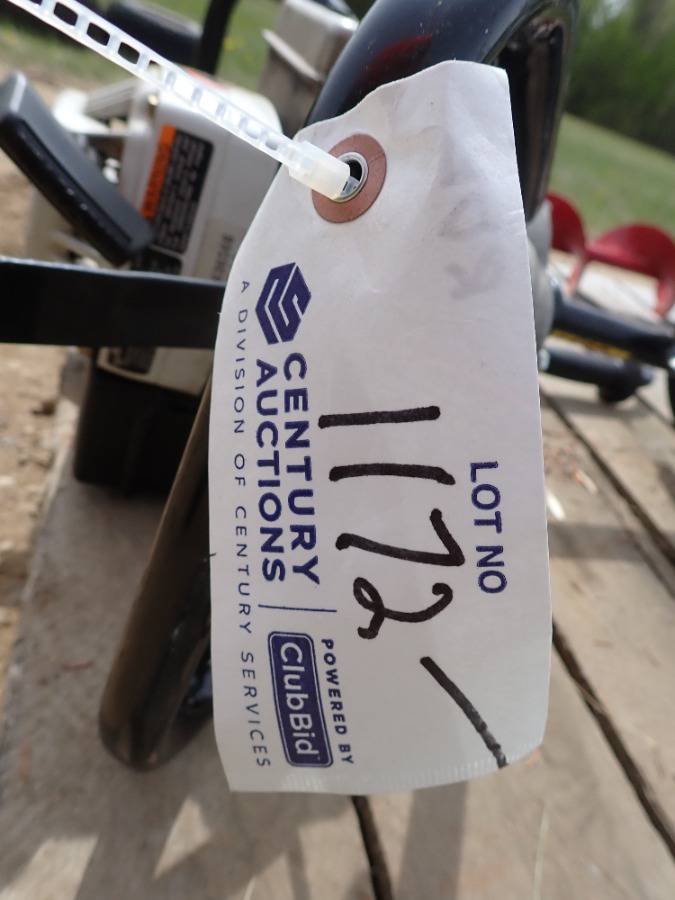 LOT NO
1172
CENTURY
AUCTIONS
A DIVISION OF CENTURY SERVICES
POWERED BY
ClubBid